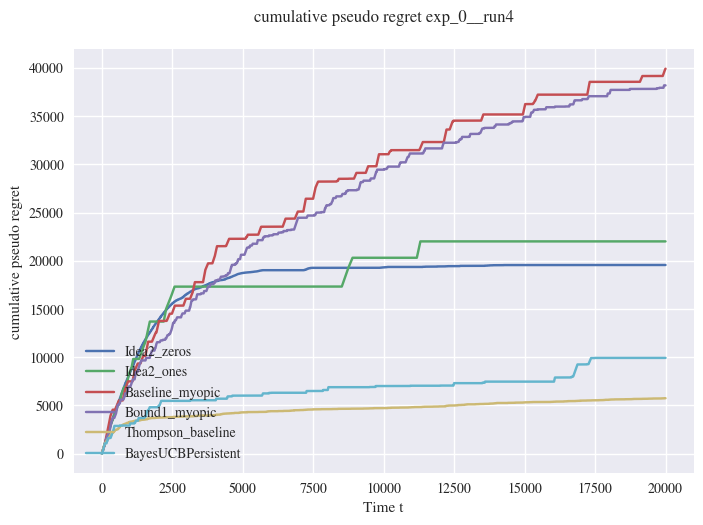 cumulative pseudo regret exp_0__run4
cumulative pseudo regret
40000
35000
30000
25000
20000
15000
10000
5000
0
Idea2_zeros
Idea2_ones
Baseline_myopic
Bound1_myopic
Thompson_baseline
BayesUCBPersistent
0 2500 5000 7500 10000 12500 15000 17500 20000
Time t